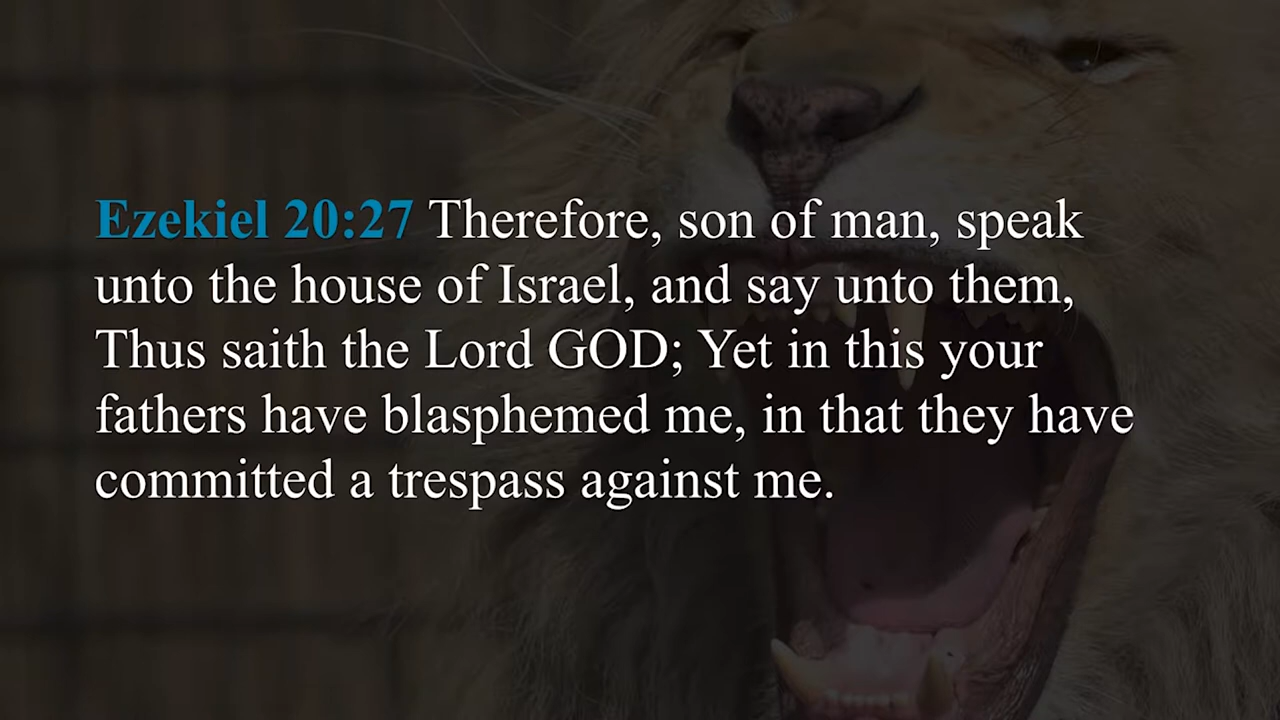 Ezekiel 20:27 Therefore, son of man, speak
unto the house of Israel, and say unto them,
Thus saith the Lord GOD; Yet in this your
fathers have blasphemed me, in that they have
committed a trespass against me.